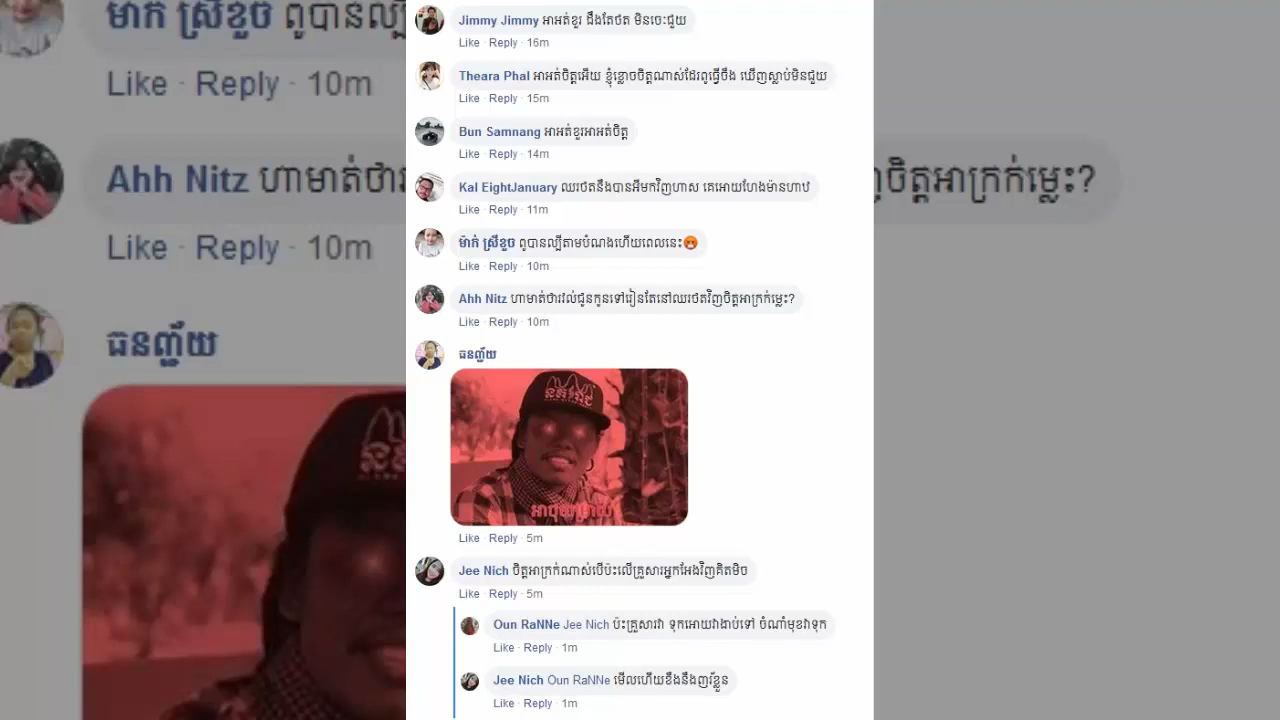 Jimmy Jimmy អាអត់ខួរ ដឹងតែថត មិនចេះជួយ
Like · Reply · 16m
Theara Phal អាអត់ចិត្តអើយ ខ្ញុំខ្លោចចិត្តណាស់ដែរពូធ្វើចឹង ឃើញស្លាប់មិនជួយ
Like · Reply · 15m
Bun Samnang អាអត់ខួរអាអត់ចិត្ត
Like · Reply · 14m
Kal EightJanuary ឈរថតនឹងបានអីមកវិញហាស គេអោយហែងម៉ានហាឋ
Like · Reply · 11m
ម៉ាក់ ស្រីខួច ពូបានល្បីតាមបំណងហើយពេលនេះ😡
Like · Reply · 10m
Ahh Nitz ហាមាត់ថារវល់ជូនកូនទៅរៀនតែនៅឈរថតវិញចិត្តអាក្រក់ម្លេះ?
Like · Reply · 10m
ធនញ្ជ័យ
Like · Reply · 5m
Jee Nich ចិត្តអាក្រក់ណាស់បើប៉ះលើគ្រួសារអ្នកឯងវិញគិតមិច
Like · Reply · 5m
Oun RaNNe Jee Nich ប៉ះគ្រួសារវា ទុកអោយវាងាប់ទៅ ចំណាំមុខវាទុក
Like · Reply · 1m
Jee Nich Oun RaNNe មើលហើយខឹងនឹងញរ័ខ្លួន
Like · Reply · 1m